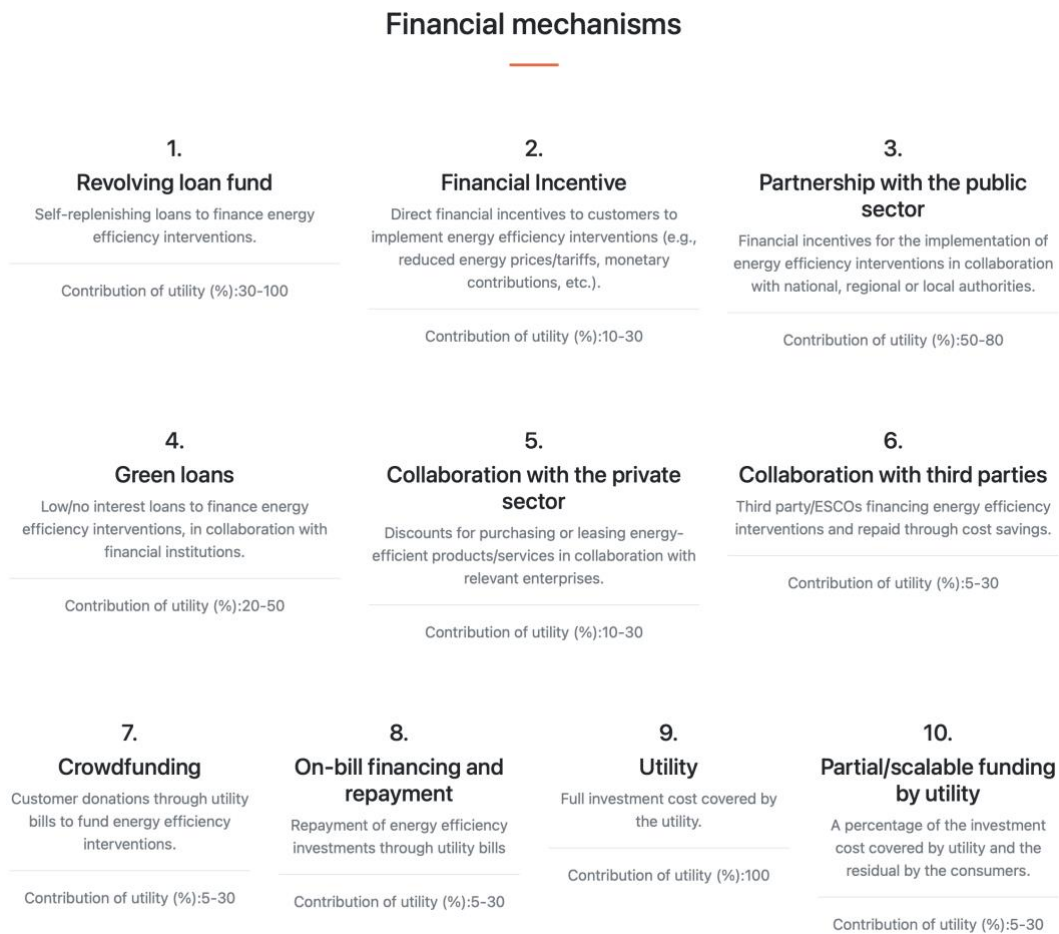 Financial mechanisms
1.
Revolving loan fund
Self-replenishing loans to finance energy
efficiency interventions.
Contribution of utility (%):30-100
2.
Financial Incentive
Direct financial incentives to customers to
implement energy efficiency interventions (e.g.,
reduced energy prices/tariffs, monetary
contributions, etc.).
Contribution of utility (%):10-30
3.
Partnership with the public
sector
Financial incentives for the implementation of
energy efficiency interventions in collaboration
with national, regional or local authorities.
Contribution of utility (%):50-80
4.
Green loans
Low/no interest loans to finance energy
efficiency interventions, in collaboration with
financial institutions.
Contribution of utility (%):20-50
5.
Collaboration with the private
sector
Discounts for purchasing or leasing energy-
efficient products/services in collaboration with
relevant enterprises.
Contribution of utility (%):10-30
6.
Collaboration with third parties
Third party/ESCOs financing energy efficiency
interventions and repaid through cost savings.
Contribution of utility (%):5-30
7.
Crowdfunding
Customer donations through utility
bills to fund energy efficiency
interventions.
Contribution of utility (%):5-30
8.
On-bill financing and
repayment
Repayment of energy efficiency
investments through utility bills
Contribution of utility (%):5-30
9.
Utility
Full investment cost covered by
the utility.
Contribution of utility (%):100
10.
Partial/scalable funding
by utility
A percentage of the investment
cost covered by utility and the
residual by the consumers.
Contribution of utility (%):5-30